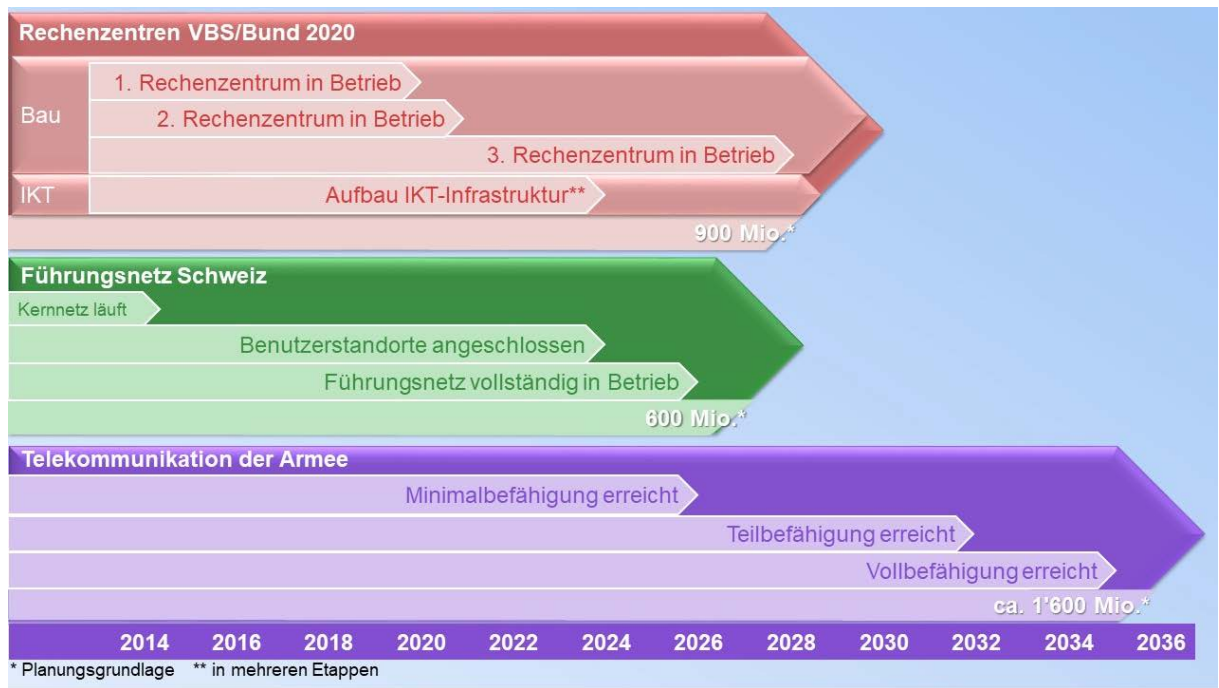 Rechenzentren VBS/Bund 2020
Bau
1. Rechenzentrum in Betrieb
2. Rechenzentrum in Betrieb
3. Rechenzentrum in Betrieb
IKT
Aufbau IKT-Infrastruktur**
900 Mio.*
Führungsnetz Schweiz
Kernnetz läuft
Benutzerstandorte angeschlossen
Führungsnetz vollständig in Betrieb
600 Mio.*
Telekommunikation der Armee
Minimalbefähigung erreicht
Teilbefähigung erreicht
Vollbefähigung erreicht
ca. 1'600 Mio.*
2014 2016 2018 2020 2022 2024 2026 2028 2030 2032 2034 2036
* Planungsgrundlage ** in mehreren Etappen